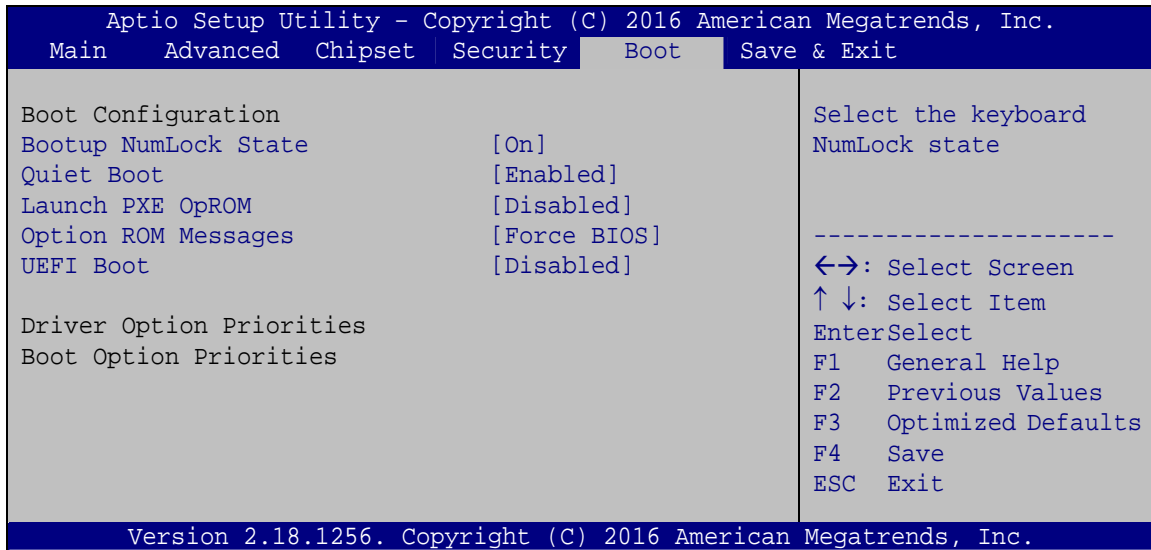 Aptio Setup Utility – Copyright (C) 2016 American Megatrends, Inc.
Main Advanced Chipset Security Boot Save & Exit
Boot Configuration
Bootup NumLock State [On]
Quiet Boot [Enabled]
Launch PXE OpROM [Disabled]
Option ROM Messages [Force BIOS]
UEFI Boot [Disabled]
Driver Option Priorities
Boot Option Priorities
Select the keyboard
NumLock state
---------------------
←→: Select Screen
↑ ↓: Select Item
EnterSelect
F1 General Help
F2 Previous Values
F3 Optimized Defaults
F4 Save
ESC Exit
Version 2.18.1256. Copyright (C) 2016 American Megatrends, Inc.